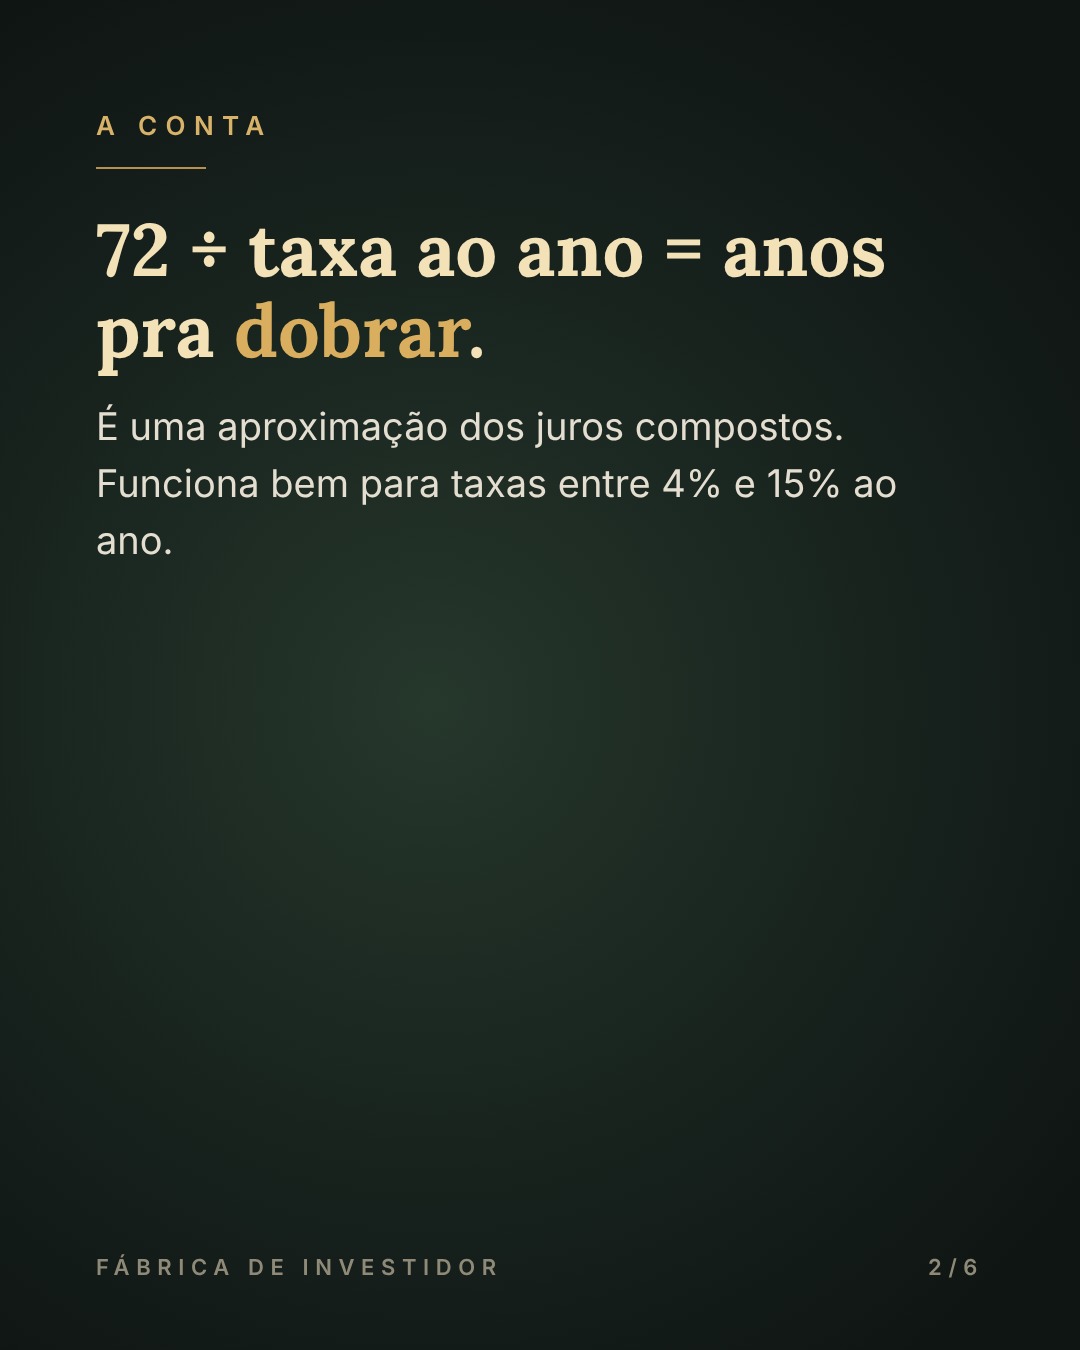 A CONTA
72 ÷ taxa ao ano = anos
pra dobrar.
É uma aproximação dos juros compostos.
Funciona bem para taxas entre 4% e 15% ao
ano.
FÁBRICA DE INVESTIDOR
2/6